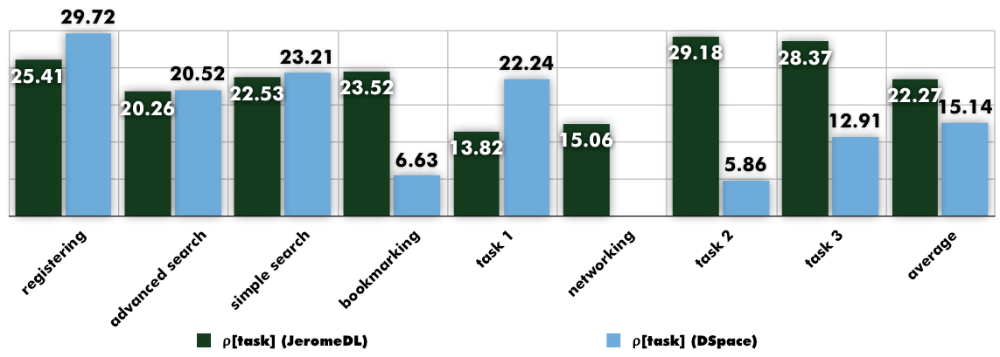 29.72
25.41
20.52
20.26
23.21
22.53
23.52
6.63
22.24
13.82
15.06
29.18
5.86
28.37
12.91
22.27
15.14
registering
advanced search
simple search
bookmarking
task 1
networking
task 2
task 3
average
ρ[task] (JeromeDL)
ρ[task] (DSpace)